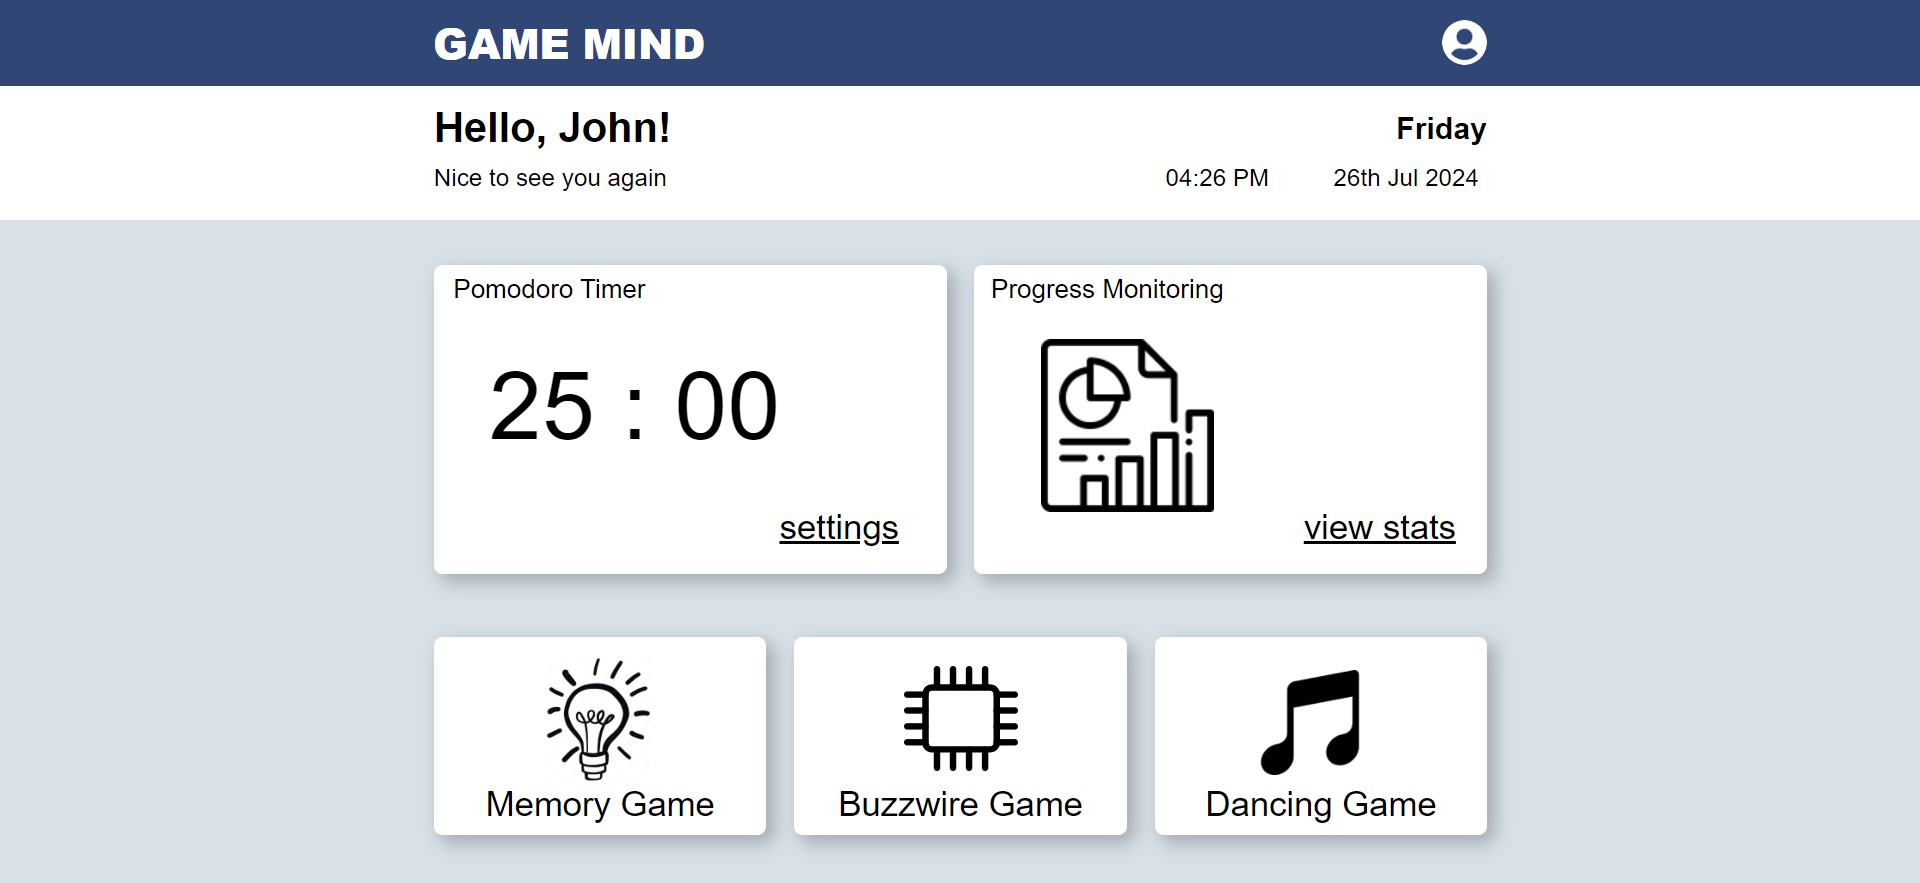 GAME MIND
Hello, John!
Friday
Nice to see you again
04:26 PM
26th Jul 2024
Pomodoro Timer
25 : 00
settings
Progress Monitoring
view stats
Memory Game
Buzzwire Game
Dancing Game